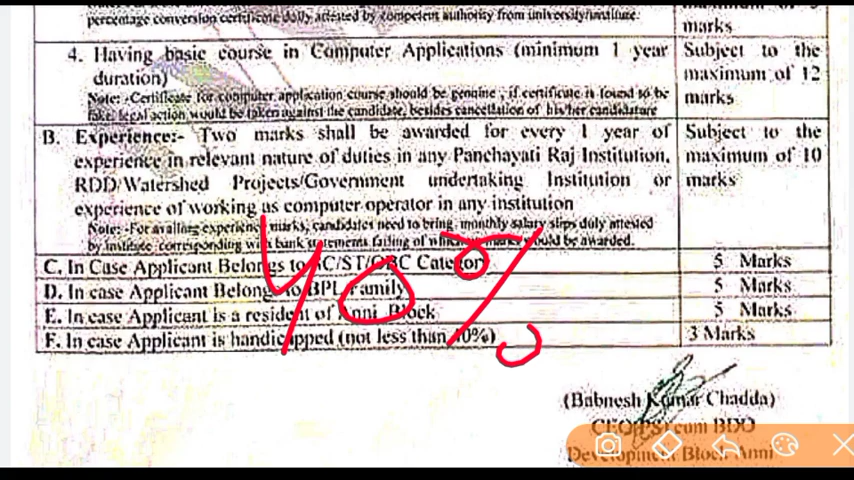 percentage conversion certificate dully attested by competent authority from university/institute.
marks
4. Having basic course in Computer Applications (minimum 1 year
duration)
Note: -Certificate for computer application course should be genuine, if certificate is found to be
fake, legal action would be taken against the candidate, besides cancellation of his/her candidature
Subject to the
maximum of 12
marks
B. Experience:- Two marks shall be awarded for every 1 year of
experience in relevant nature of duties in any Panchayati Raj Institution,
RDD/Watershed Projects/Government undertaking Institution or
experience of working as computer operator in any institution
Note: -For availing experience marks, candidates need to bring, monthly salary slips duly attested
by institute corresponding with bank statements failing of which marks would be awarded.
Subject to the
maximum of 10
marks
C. In Case Applicant Belongs to SC/ST/OBC Category
5 Marks
D. In case Applicant Belongs to BPL Family
5 Marks
E. In case Applicant is a resident of Anni Block
5 Marks
F. In case Applicant is handicapped (not less than 40%)
3 Marks
40%
(Babnesh Kumar Chadda)
BDO
Development Block Anni